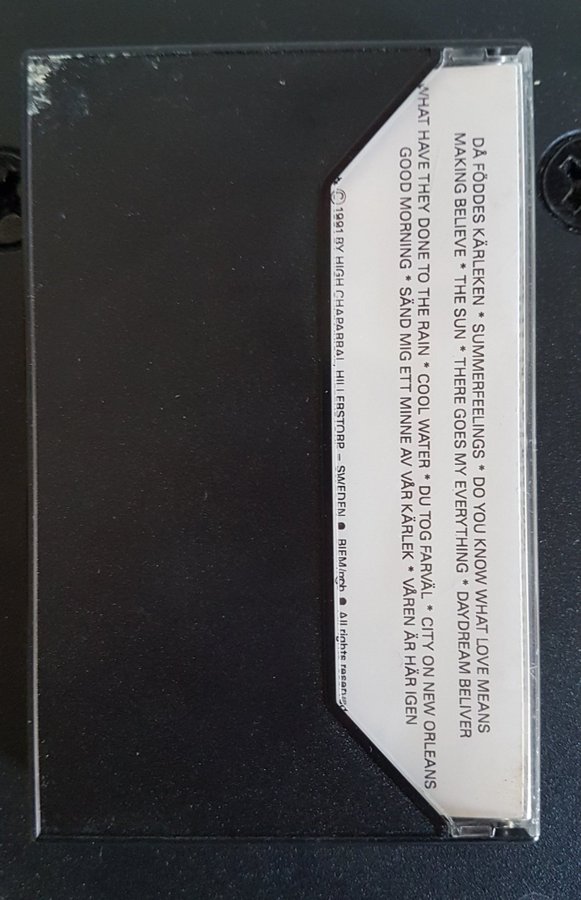 DÅ FÖDDES KÄRLEKEN * SUMMERFEELINGS * DO YOU KNOW WHAT LOVE MEANS
MAKING BELIEVE * THE SUN * THERE GOES MY EVERYTHING * DAYDREAM BELIVER
WHAT HAVE THEY DONE TO THE RAIN * COOL WATER * DU TOG FARVÄL * CITY ON NEW ORLEANS
GOOD MORNING * SÄND MIG ETT MINNE AV VÅR KÄRLEK * VÅREN ÄR HÄR IGEN
© 1991 BY HIGH CHAPARRAL, HILLERSTORP – SWEDEN ● BIEM/ncb ● All rights reserved